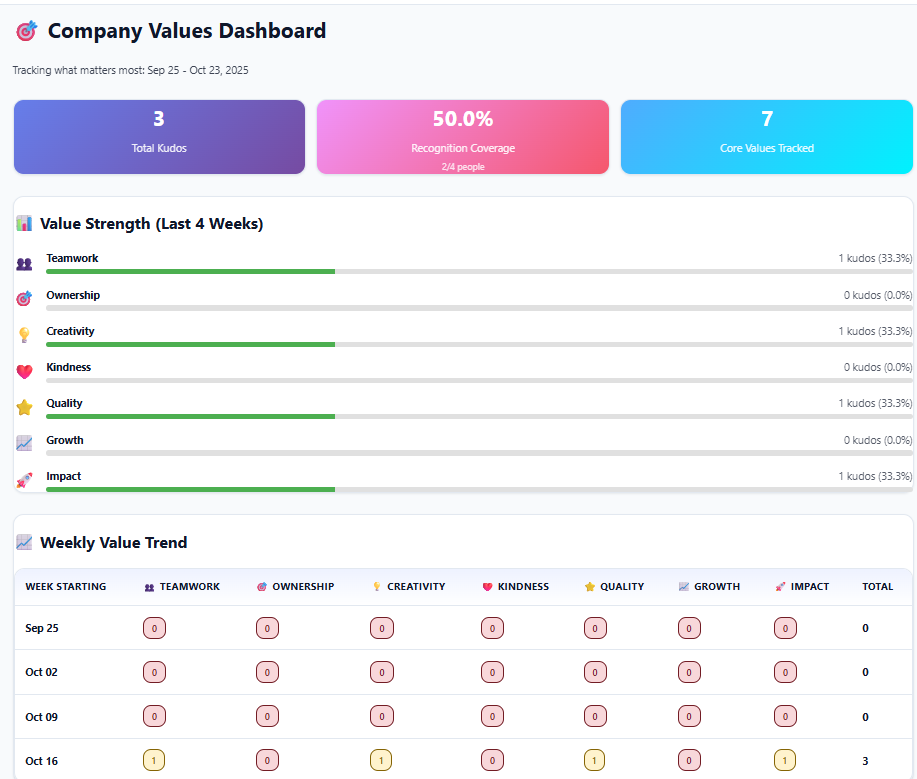 Company Values Dashboard
Tracking what matters most: Sep 25 - Oct 23, 2025
3
Total Kudos
50.0%
Recognition Coverage
2/4 people
7
Core Values Tracked
Value Strength (Last 4 Weeks)
Teamwork 1 kudos (33.3%)
Ownership 0 kudos (0.0%)
Creativity 1 kudos (33.3%)
Kindness 0 kudos (0.0%)
Quality 1 kudos (33.3%)
Growth 0 kudos (0.0%)
Impact 1 kudos (33.3%)
Weekly Value Trend
WEEK STARTING TEAMWORK OWNERSHIP CREATIVITY KINDNESS QUALITY GROWTH IMPACT TOTAL
Sep 25 0 0 0 0 0 0 0 0
Oct 02 0 0 0 0 0 0 0 0
Oct 09 0 0 0 0 0 0 0 0
Oct 16 1 0 1 0 1 0 1 3